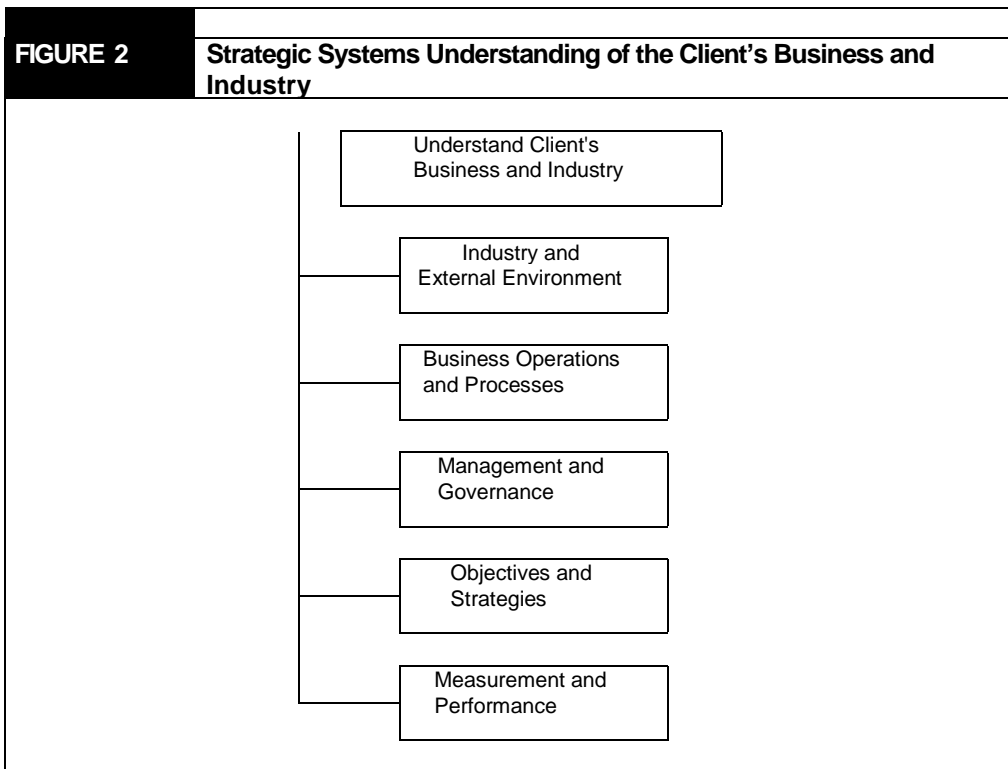 FIGURE 2
Strategic Systems Understanding of the Client's Business and
Industry
Understand Client's
Business and Industry
Industry and
External Environment
Business Operations
and Processes
Management and
Governance
Objectives and
Strategies
Measurement and
Performance